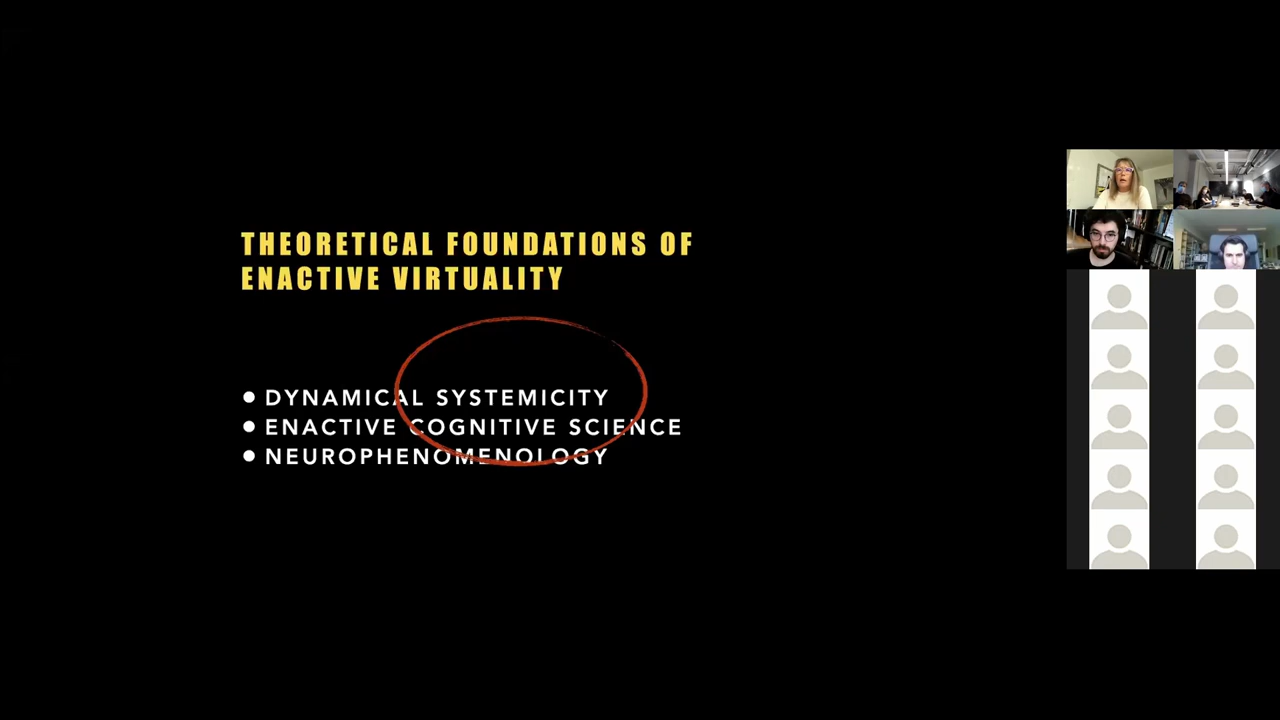 THEORETICAL FOUNDATIONS OF
ENACTIVE VIRTUALITY
• DYNAMICAL SYSTEMICITY
• ENACTIVE COGNITIVE SCIENCE
• NEUROPHENOMENOLOGY